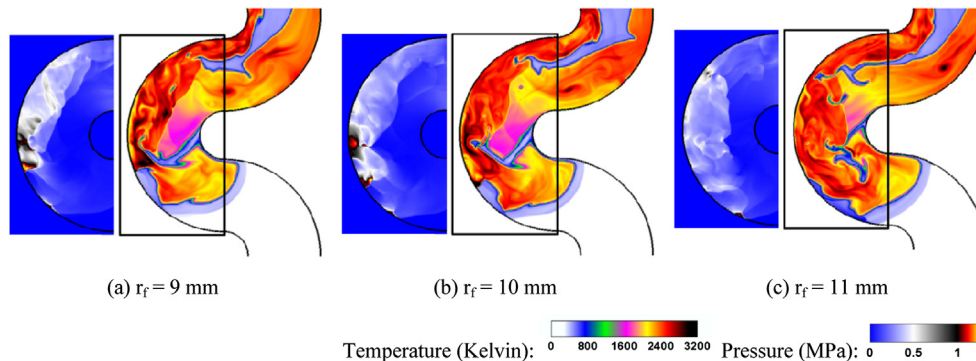 (a) r_f = 9 mm (b) r_f = 10 mm (c) r_f = 11 mm
Temperature (Kelvin): 0 800 1600 2400 3200 Pressure (MPa): 0 0.5 1